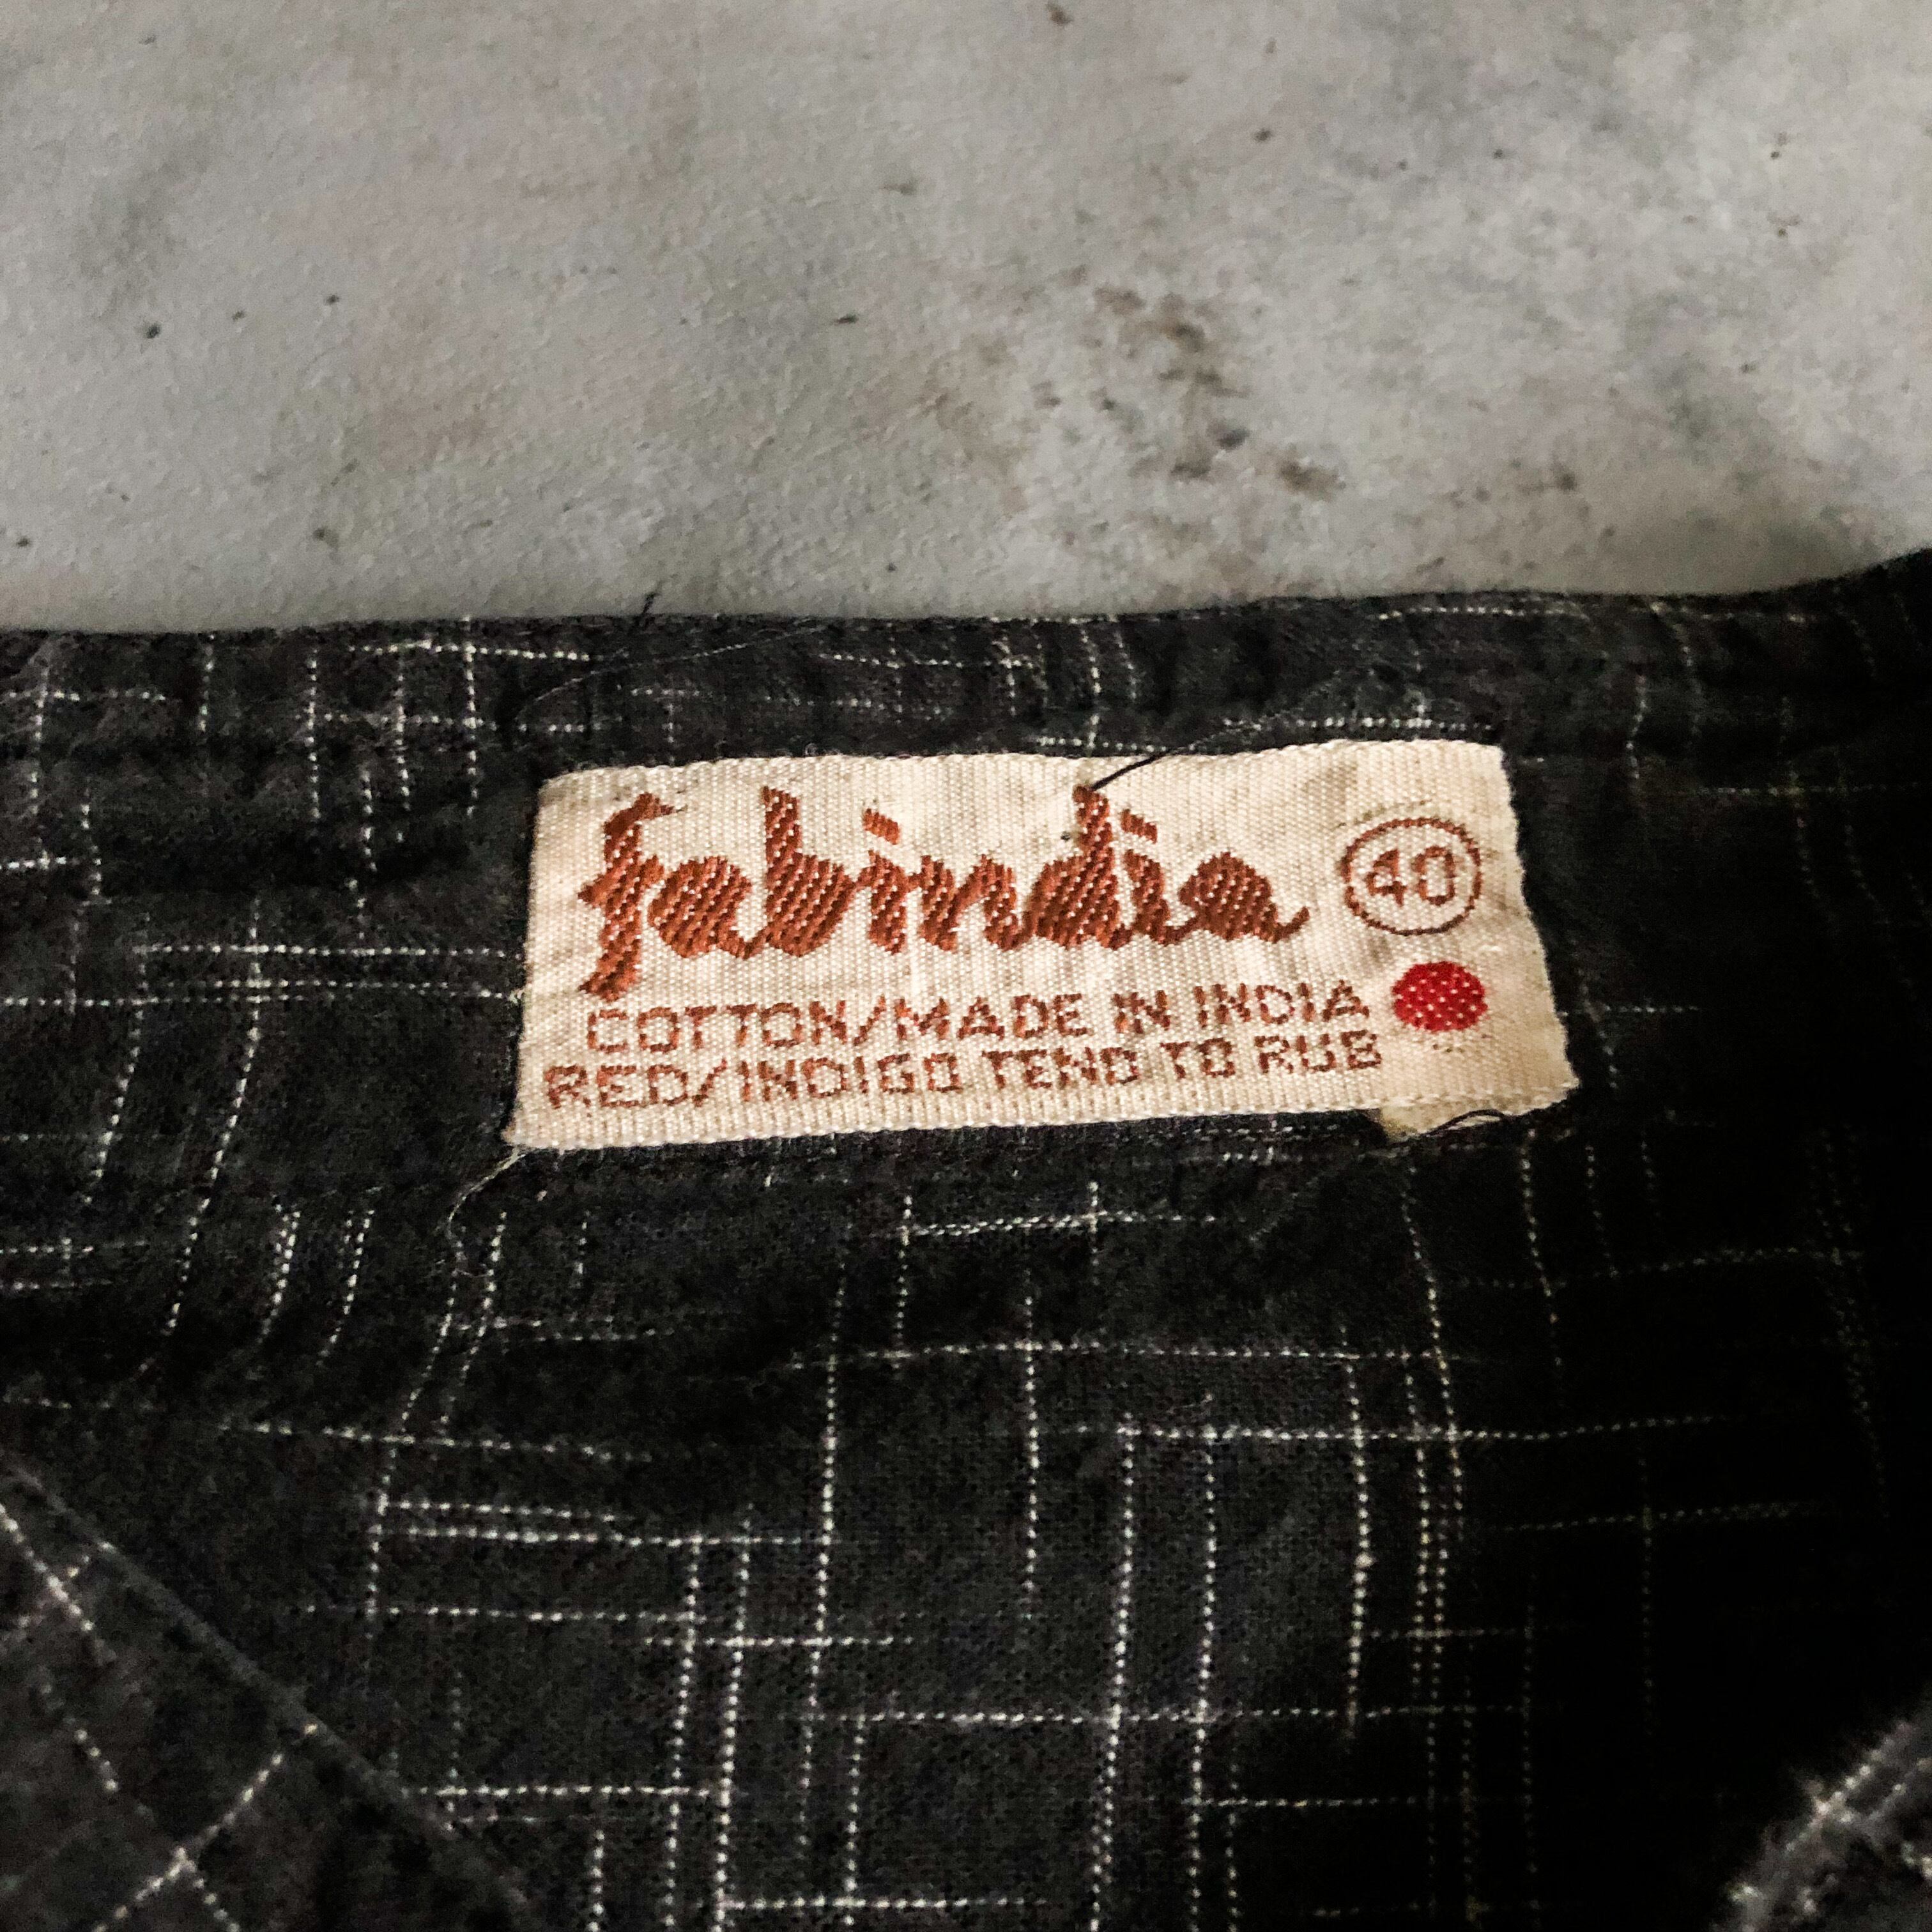 fabindia 40
COTTON/MADE IN INDIA
RED/INDIGO TEND TO RUB